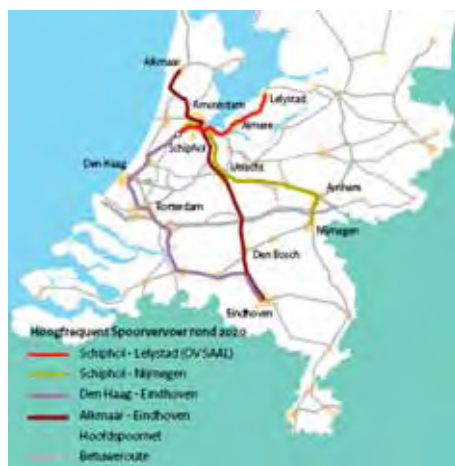 Alkmaar
Amsterdam
Lelystad
Almere
Schiphol
Den Haag
Utrecht
Arnhem
Rotterdam
Nijmegen
Den Bosch
Eindhoven
Hoogfrequent Spoorvervoer rond 2020
Schiphol - Lelystad (OV SAAL)
Schiphol - Nijmegen
Den Haag - Eindhoven
Alkmaar - Eindhoven
Hoofdspoornet
Betuweroute